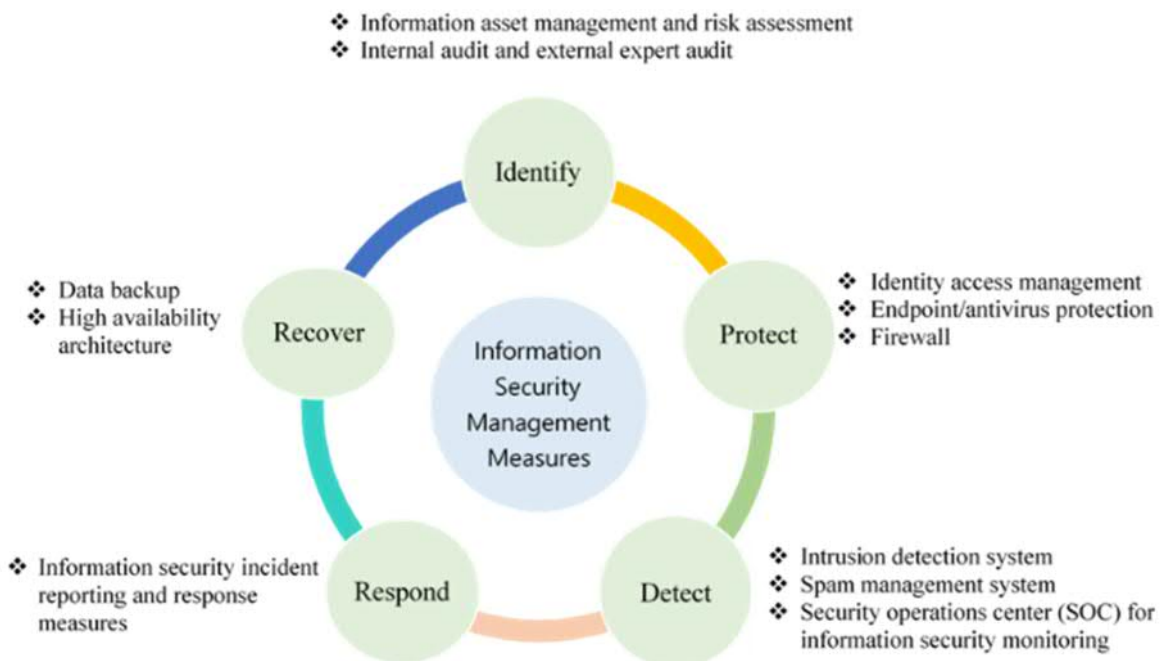 ❖ Information asset management and risk assessment
❖ Internal audit and external expert audit
Identify
❖ Identity access management
❖ Endpoint/antivirus protection
❖ Firewall
Protect
❖ Data backup
❖ High availability
architecture
Recover
Information
Security
Management
Measures
❖ Information security incident
reporting and response
measures
Respond
Detect
❖ Intrusion detection system
❖ Spam management system
❖ Security operations center (SOC) for
information security monitoring